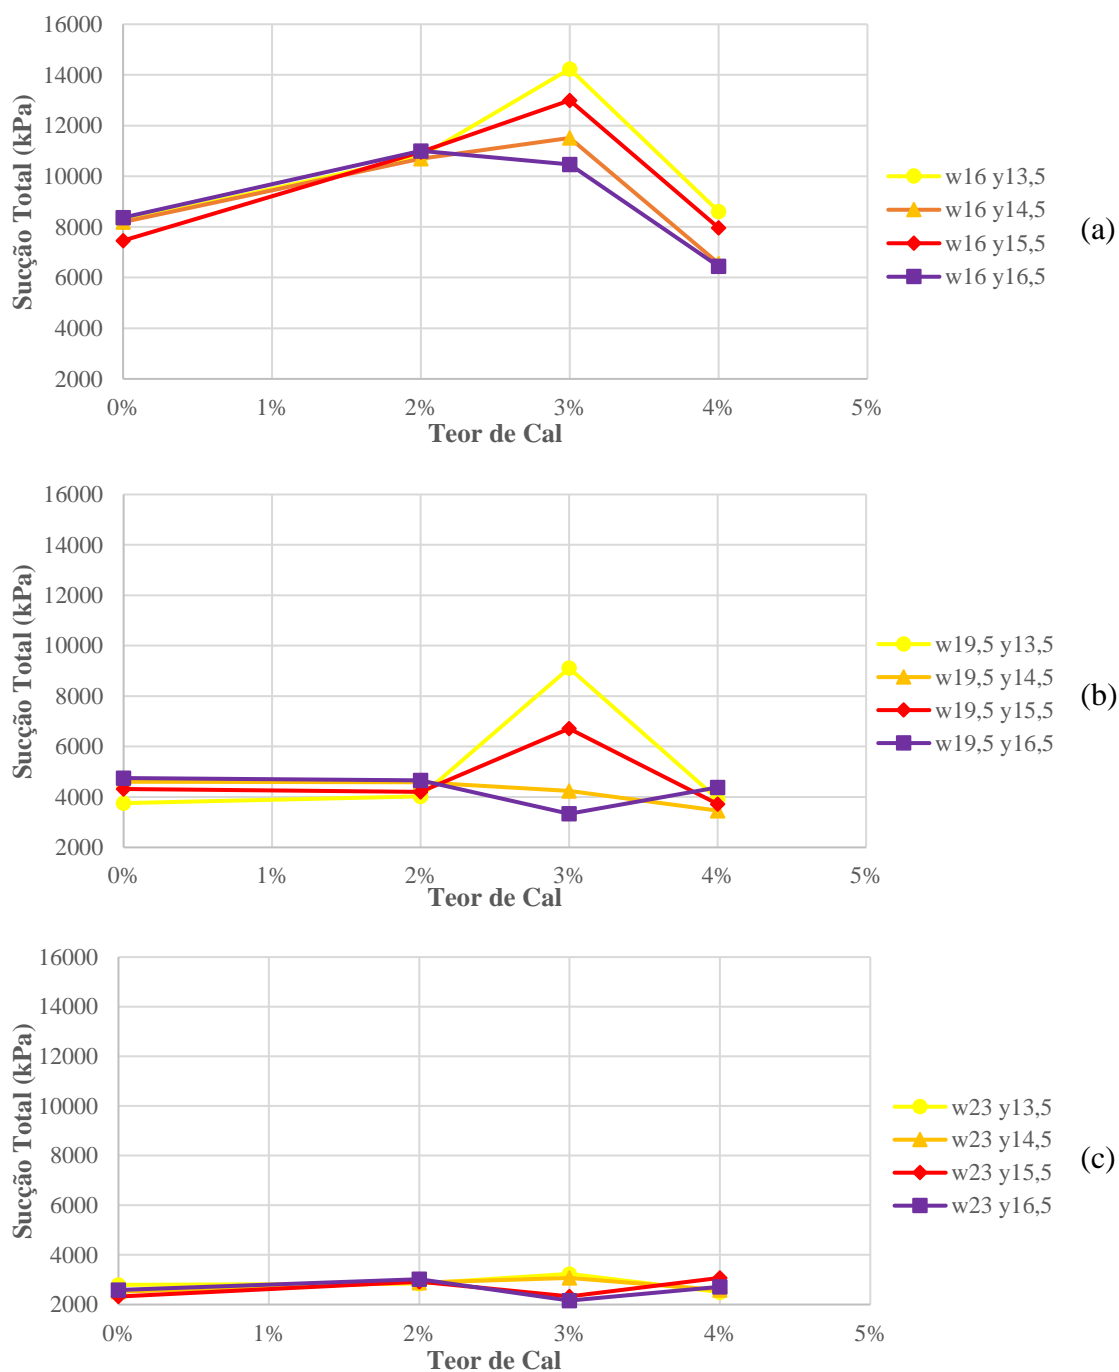 16000
14000
12000
10000
8000
6000
4000
2000
Sucção Total (kPa)
0% 1% 2% 3% 4% 5%
Teor de Cal
w16 y13,5
w16 y14,5
w16 y15,5
w16 y16,5
(a)
16000
14000
12000
10000
8000
6000
4000
2000
Sucção Total (kPa)
0% 1% 2% 3% 4% 5%
Teor de Cal
w19,5 y13,5
w19,5 y14,5
w19,5 y15,5
w19,5 y16,5
(b)
16000
14000
12000
10000
8000
6000
4000
2000
Sucção Total (kPa)
0% 1% 2% 3% 4% 5%
Teor de Cal
w23 y13,5
w23 y14,5
w23 y15,5
w23 y16,5
(c)